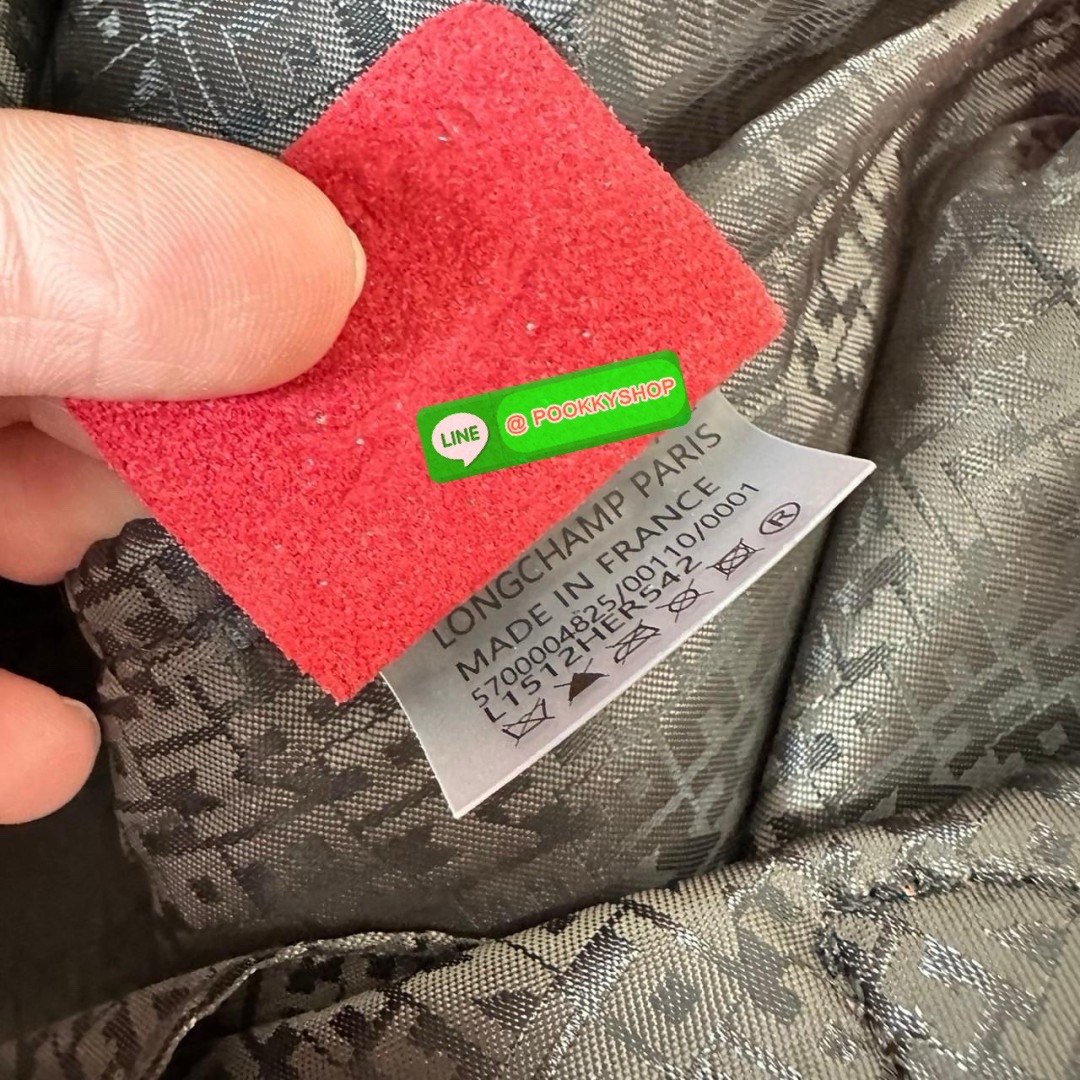 LINE @ POOKKYSHOP
LONGCHAMP PARIS
MADE IN FRANCE
5700004825/00110/0001
L1512HER542
®